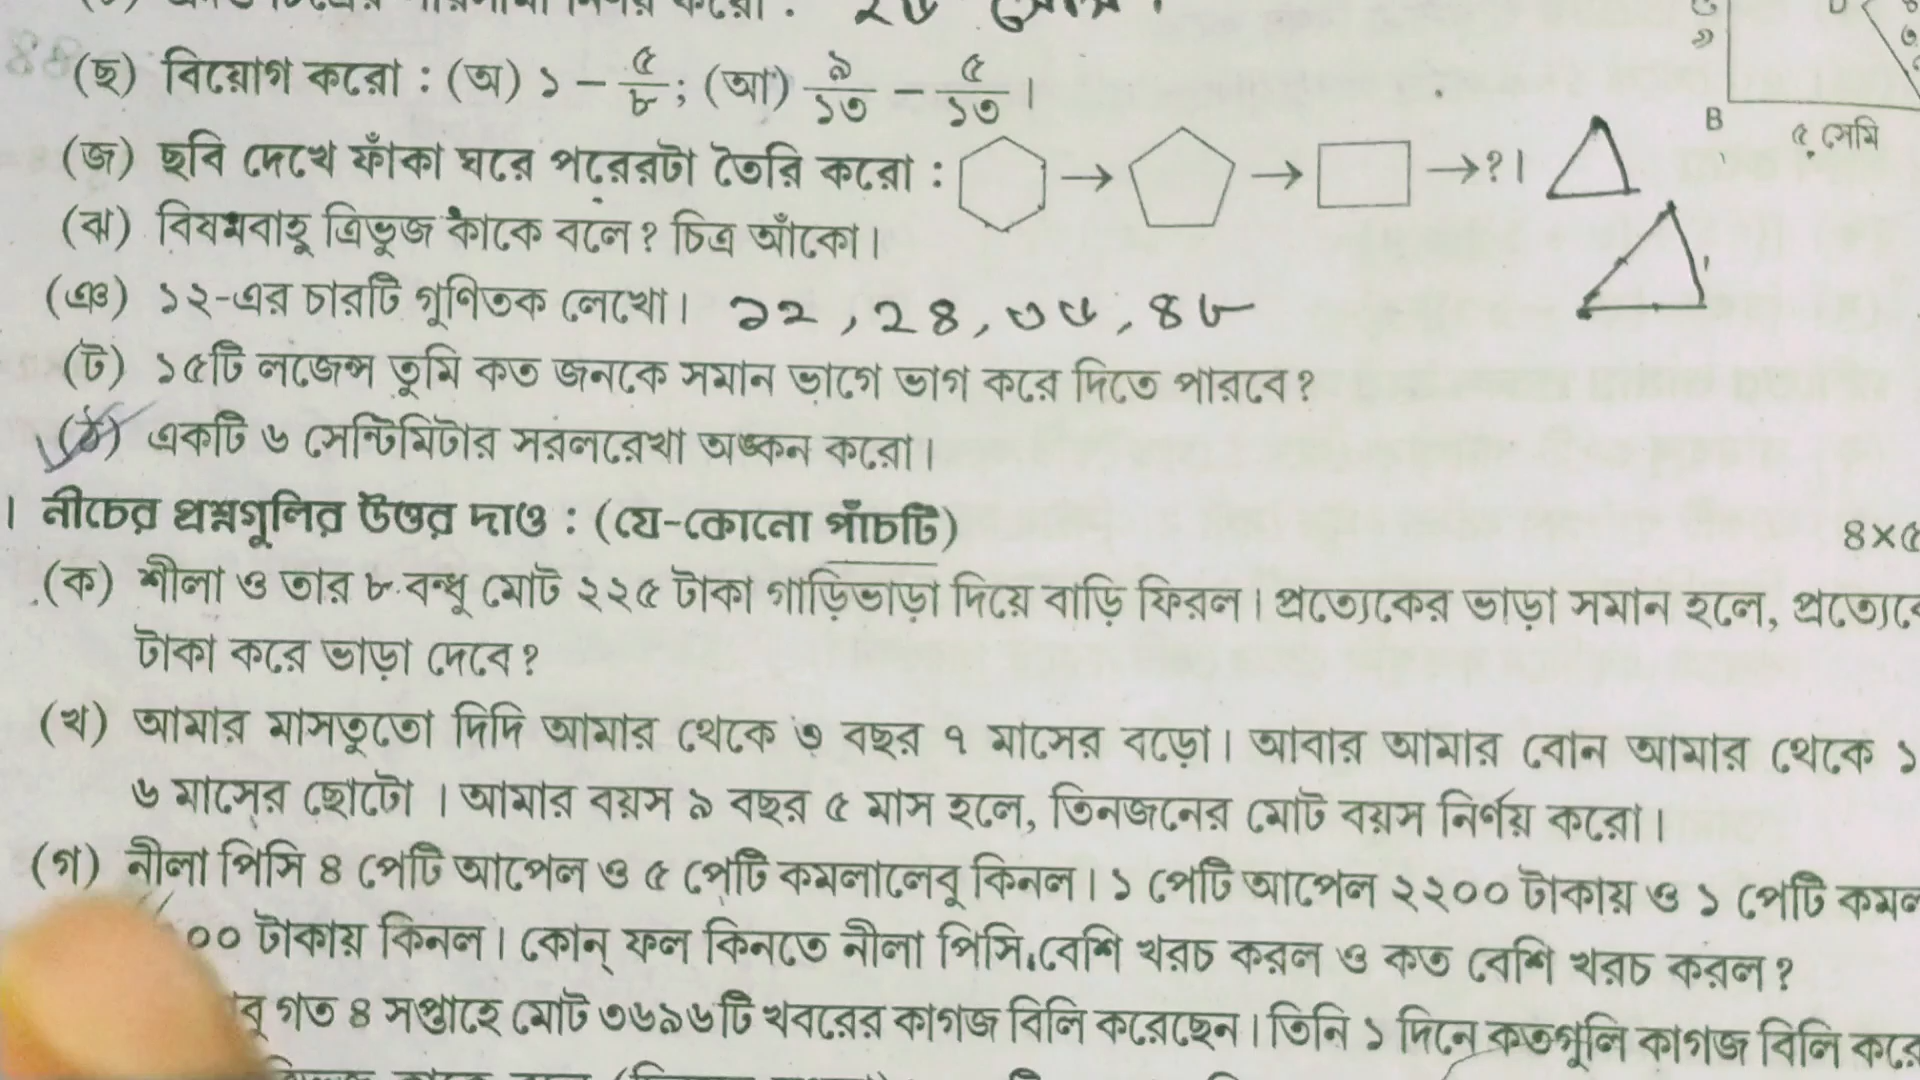 ২৬ সেমি।
(ছ) বিয়োগ করো : (অ) ১ – ৫/৮; (আ) ৯/১৩ – ৫/১৩।
B ৫ সেমি
(জ) ছবি দেখে ফাঁকা ঘরে পরেরটা তৈরি করো : → → →?।
(ঝ) বিষমবাহু ত্রিভুজ কাকে বলে? চিত্র আঁকো।
(ঞ) ১২-এর চারটি গুণিতক লেখো। ১২, ২৪, ৩৬, ৪৮
(ট) ১৫টি লজেন্স তুমি কত জনকে সমান ভাগে ভাগ করে দিতে পারবে?
(ঠ) একটি ৬ সেন্টিমিটার সরলরেখা অঙ্কন করো।
। নীচের প্রশ্নগুলির উত্তর দাও : (যে-কোনো পাঁচটি) ৪×৫
(ক) শীলা ও তার ৮ বন্ধু মোট ২২৫ টাকা গাড়িভাড়া দিয়ে বাড়ি ফিরল। প্রত্যেকের ভাড়া সমান হলে,
টাকা করে ভাড়া দেবে?
(খ) আমার মাসতুতো দিদি আমার থেকে ৩ বছর ৭ মাসের বড়ো। আবার আমার বোন আমার থেকে ১
৬ মাসের ছোটো। আমার বয়স ৯ বছর ৫ মাস হলে, তিনজনের মোট বয়স নির্ণয় করো।
(গ) নীলা পিসি ৪ পেটি আপেল ও ৫ পেটি কমলালেবু কিনল। ১ পেটি আপেল ২২০০ টাকায় ও ১ পেটি
০০ টাকায় কিনল। কোন্ ফল কিনতে নীলা পিসি বেশি খরচ করল ও কত বেশি খরচ করল?
বু গত ৪ সপ্তাহে মোট ৩৬৯৬টি খবরের কাগজ বিলি করেছেন। তিনি ১ দিনে কতগুলি কাগজ বিলি